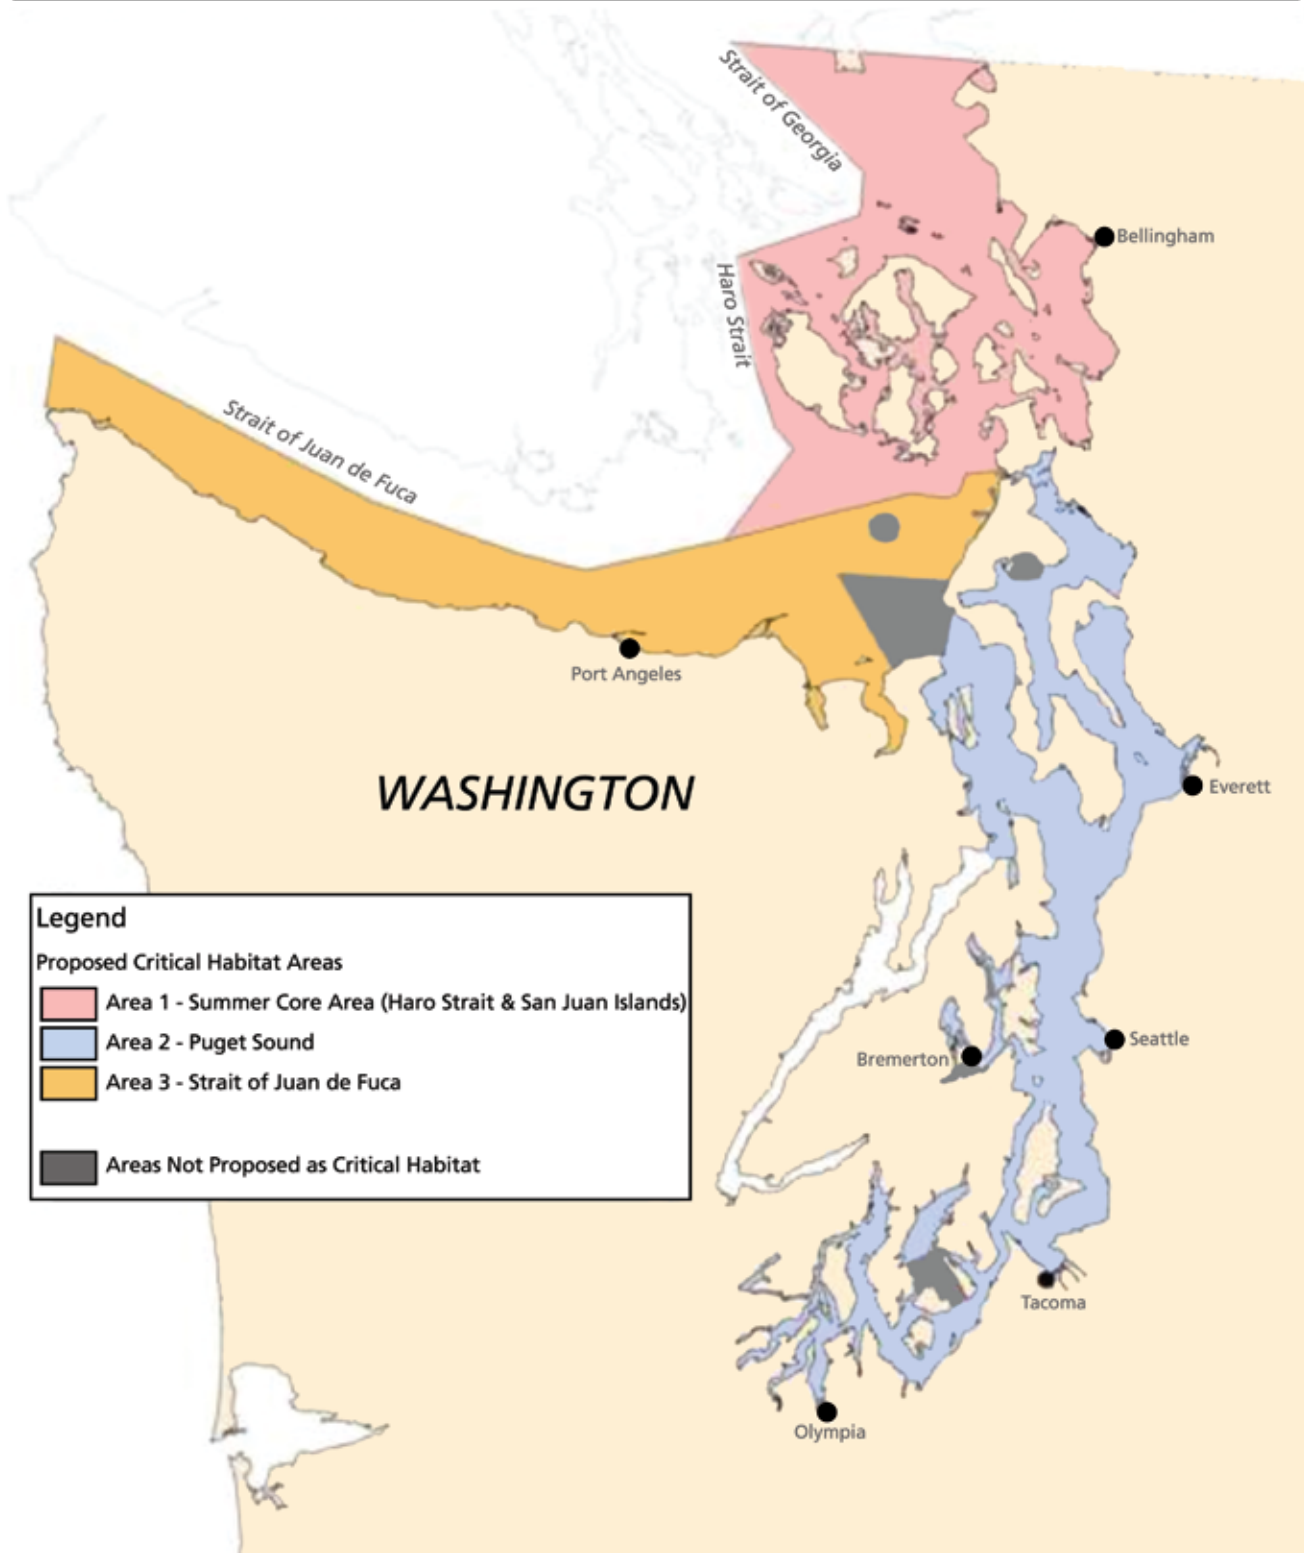 Strait of Georgia
Bellingham
Haro Strait
Strait of Juan de Fuca
Port Angeles
WASHINGTON
Everett
Legend
Proposed Critical Habitat Areas
Area 1 - Summer Core Area (Haro Strait & San Juan Islands)
Area 2 - Puget Sound
Area 3 - Strait of Juan de Fuca
Areas Not Proposed as Critical Habitat
Seattle
Bremerton
Tacoma
Olympia